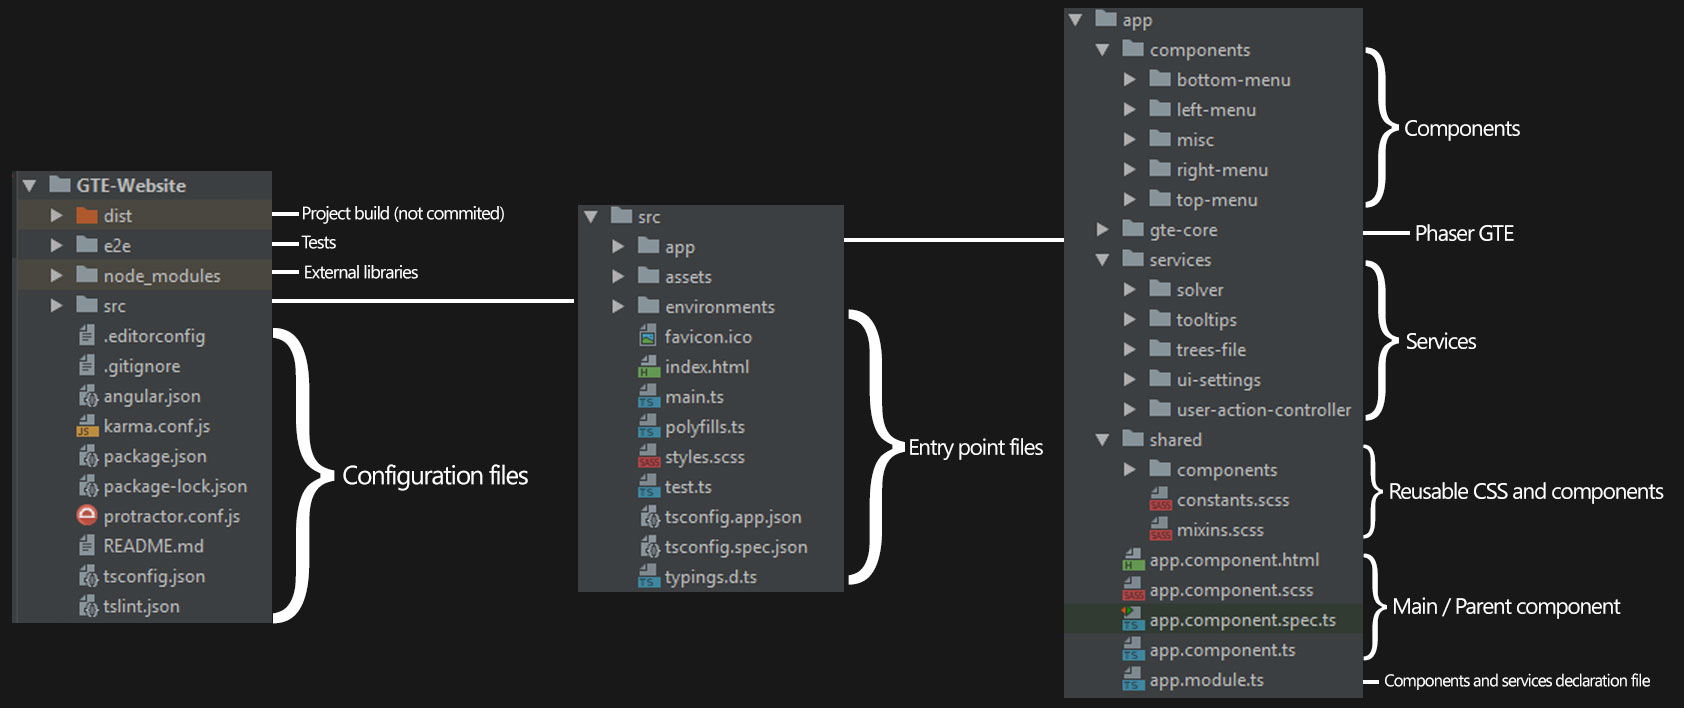 GTE-Website
dist
e2e
node_modules
src
.editorconfig
.gitignore
angular.json
karma.conf.js
package.json
package-lock.json
protractor.conf.js
README.md
tsconfig.json
tslint.json
Project build (not commited)
Tests
External libraries
Configuration files
src
app
assets
environments
favicon.ico
index.html
main.ts
polyfills.ts
styles.scss
test.ts
tsconfig.app.json
tsconfig.spec.json
typings.d.ts
Entry point files
app
components
bottom-menu
left-menu
misc
right-menu
top-menu
gte-core
services
solver
tooltips
trees-file
ui-settings
user-action-controller
shared
components
constants.scss
mixins.scss
app.component.html
app.component.scss
app.component.spec.ts
app.component.ts
app.module.ts
Components
Phaser GTE
Services
Reusable CSS and components
Main / Parent component
Components and services declaration file